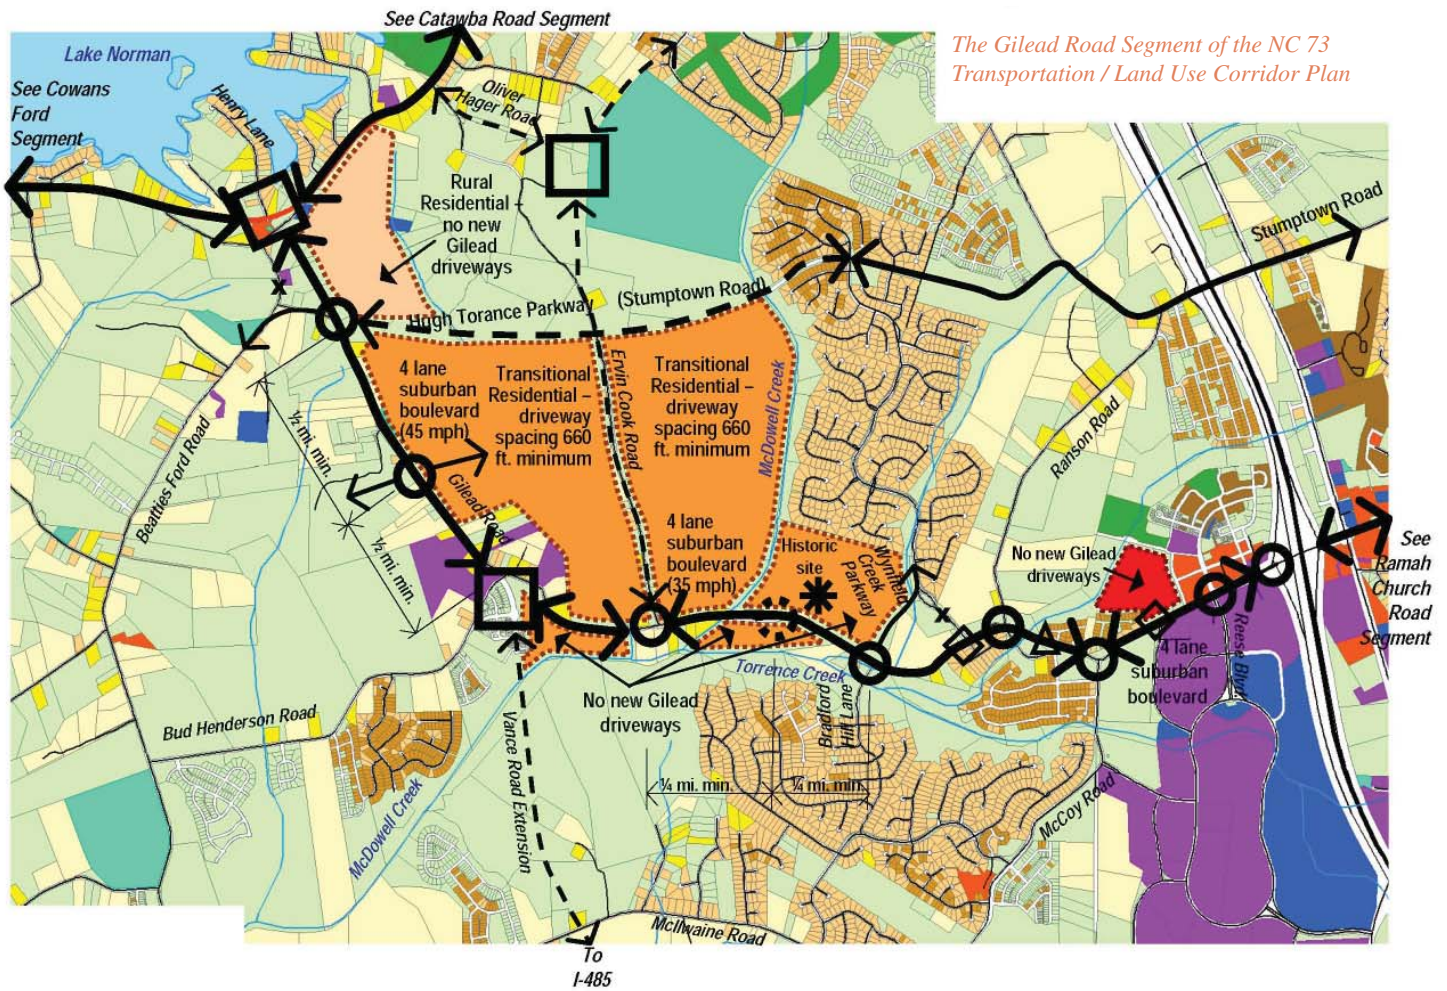 See Catawba Road Segment
The Gilead Road Segment of the NC 73
Transportation / Land Use Corridor Plan
Lake Norman
See Cowans
Ford
Segment
Henry Lane
Oliver
Hager Road
Rural
Residential –
no new
Gilead
driveways
Stumptown Road
x
Hugh Torance Parkway (Stumptown Road)
4 lane
suburban
boulevard
(45 mph)
Transitional
Residential –
driveway
spacing 660
ft. minimum
Ervin Cook Road
Transitional
Residential –
driveway
spacing 660
ft. minimum
McDowell Creek
Beatties Ford Road
½ mi. min.
½ mi. min.
Gilead Road
Ranson Road
4 lane
suburban
boulevard
(35 mph)
Historic
site
Wynfield
Creek
Parkway
x
No new Gilead
driveways
See
Ramah
Church
Road
Segment
Reese Blvd
4 lane
suburban
boulevard
Torrence Creek
No new Gilead
driveways
Bradford
Hill Lane
Vance Road Extension
Bud Henderson Road
McDowell Creek
¼ mi. min.
¼ mi. min.
McCoy Road
McIlwaine Road
To
I-485